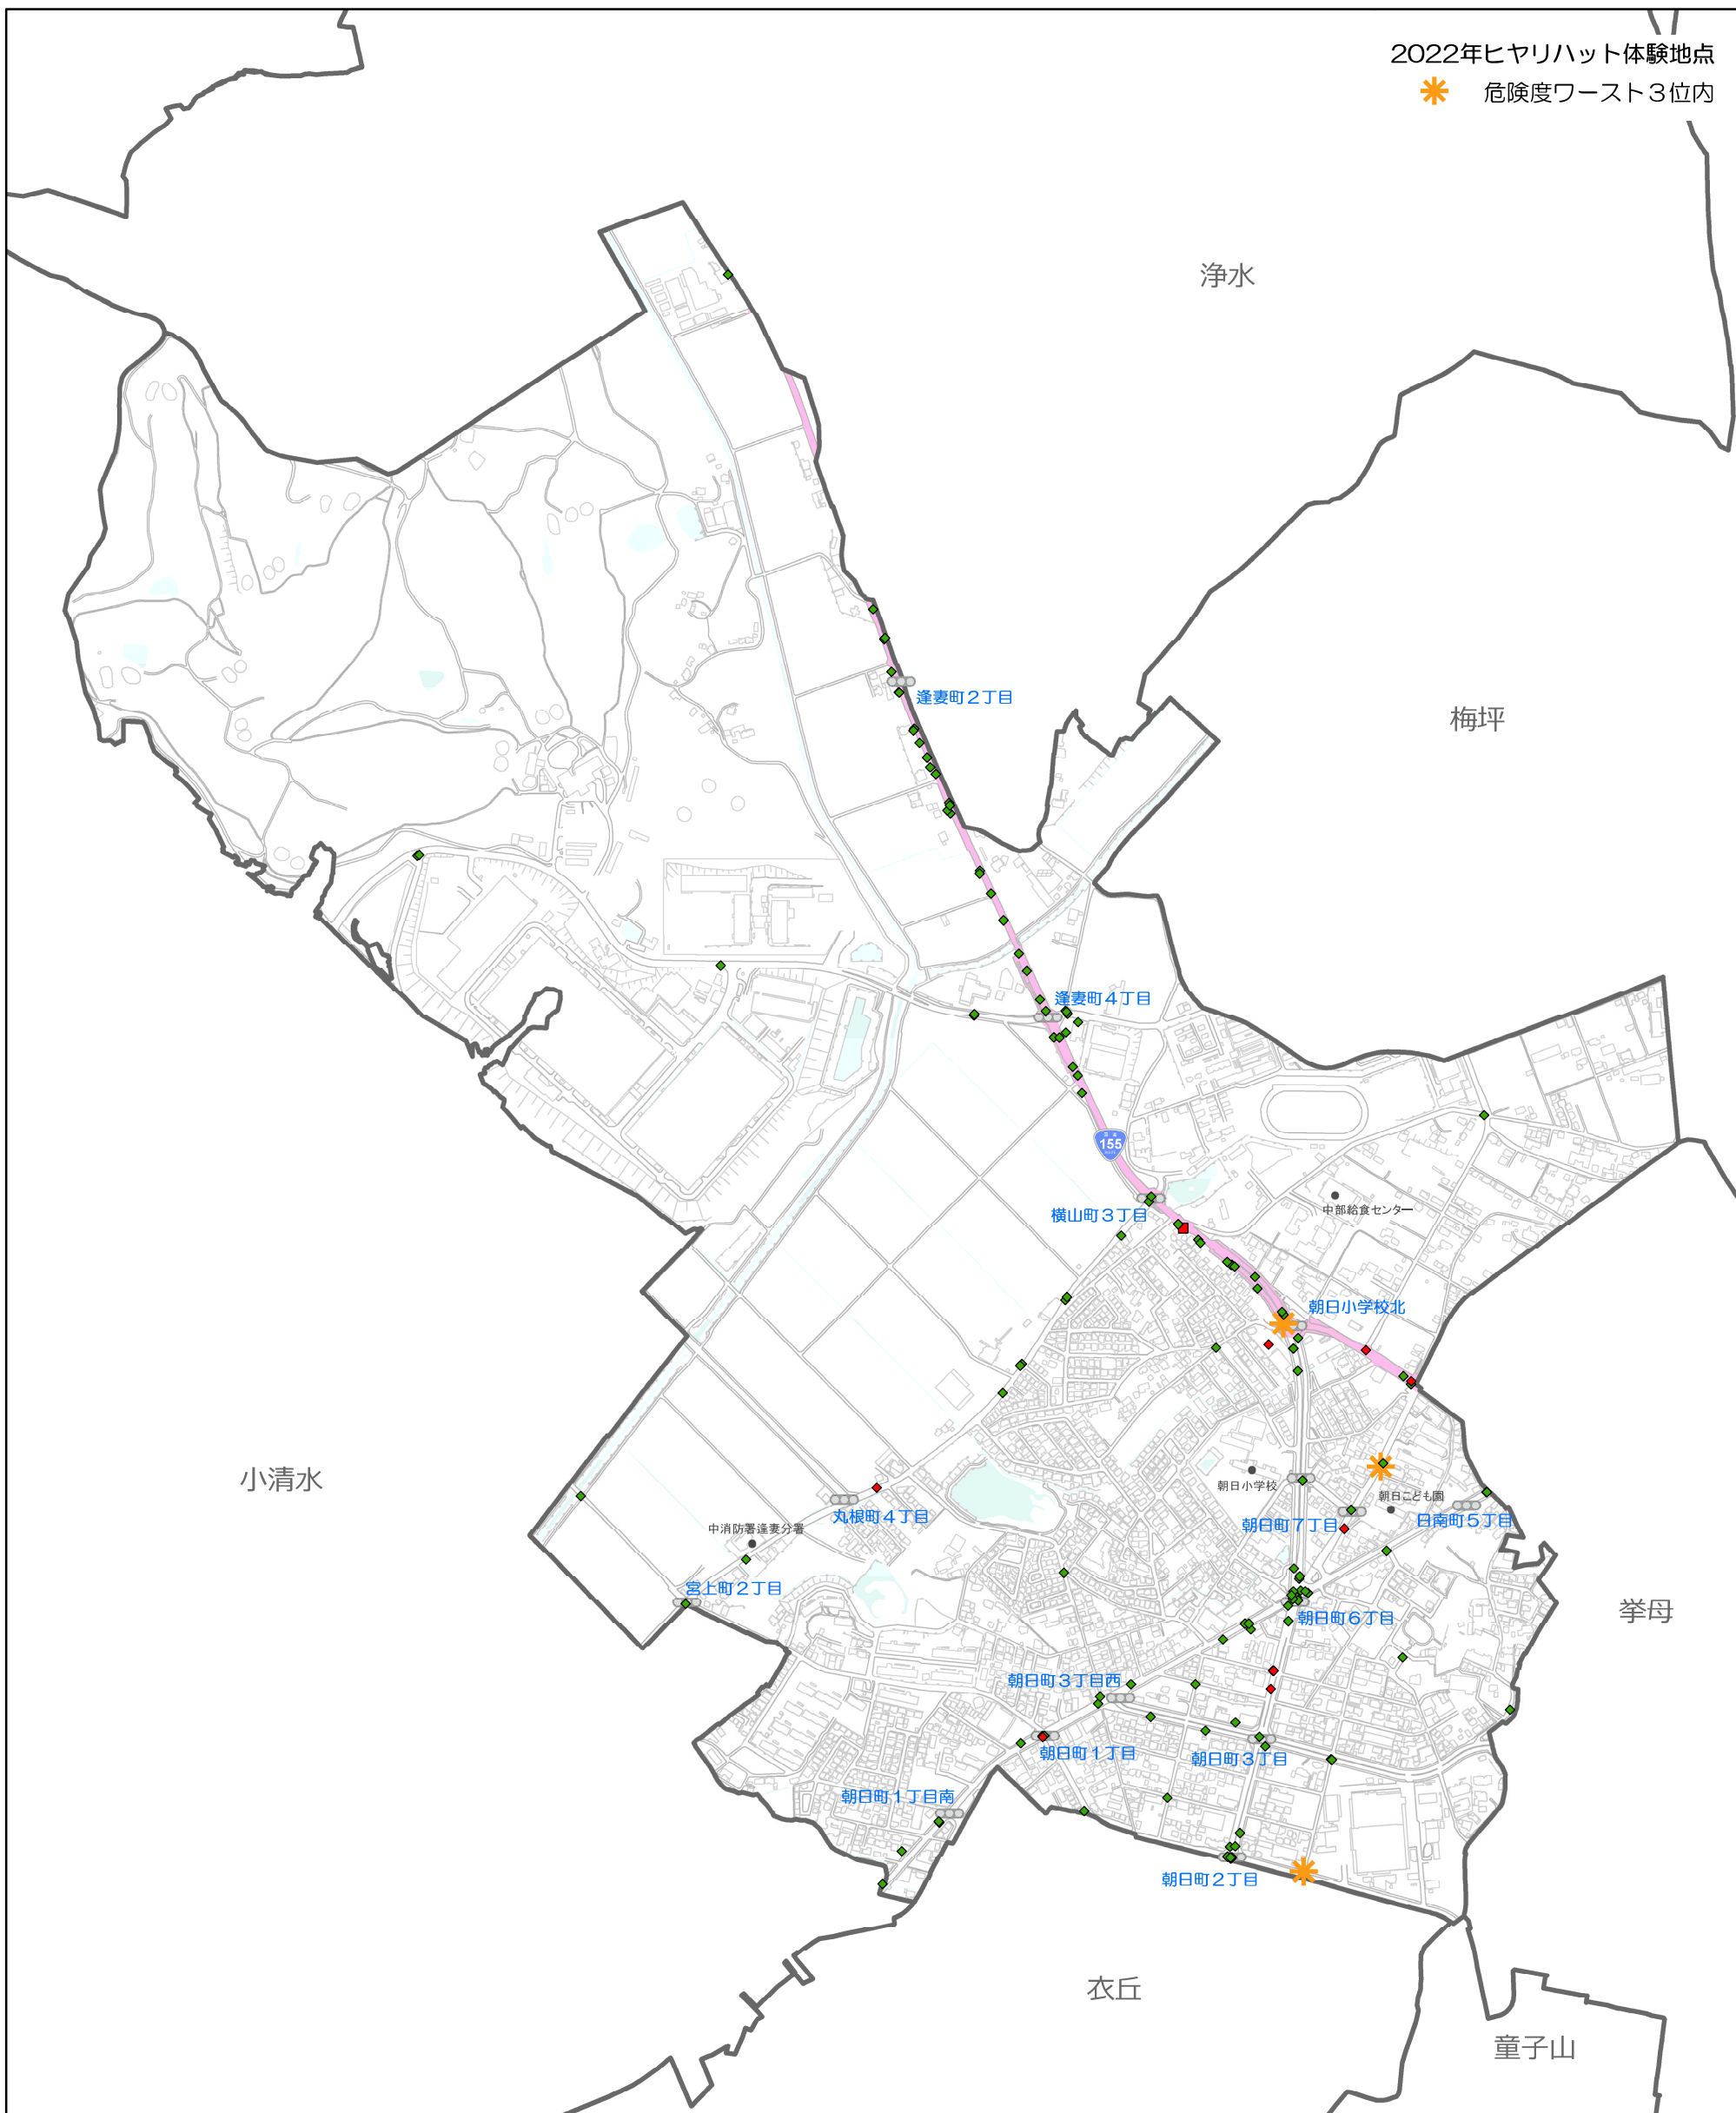 2022年ヒヤリハット体験地点
危険度ワースト３位内
浄水
逢妻町２丁目
梅坪
逢妻町４丁目
155
横山町３丁目
中部給食センター
朝日小学校北
小清水
朝日小学校
朝日こども園
丸根町４丁目
朝日町７丁目
日南町５丁目
中消防署逢妻分署
宮上町２丁目
挙母
朝日町６丁目
朝日町３丁目西
朝日町１丁目
朝日町３丁目
朝日町１丁目南
朝日町２丁目
衣丘
童子山